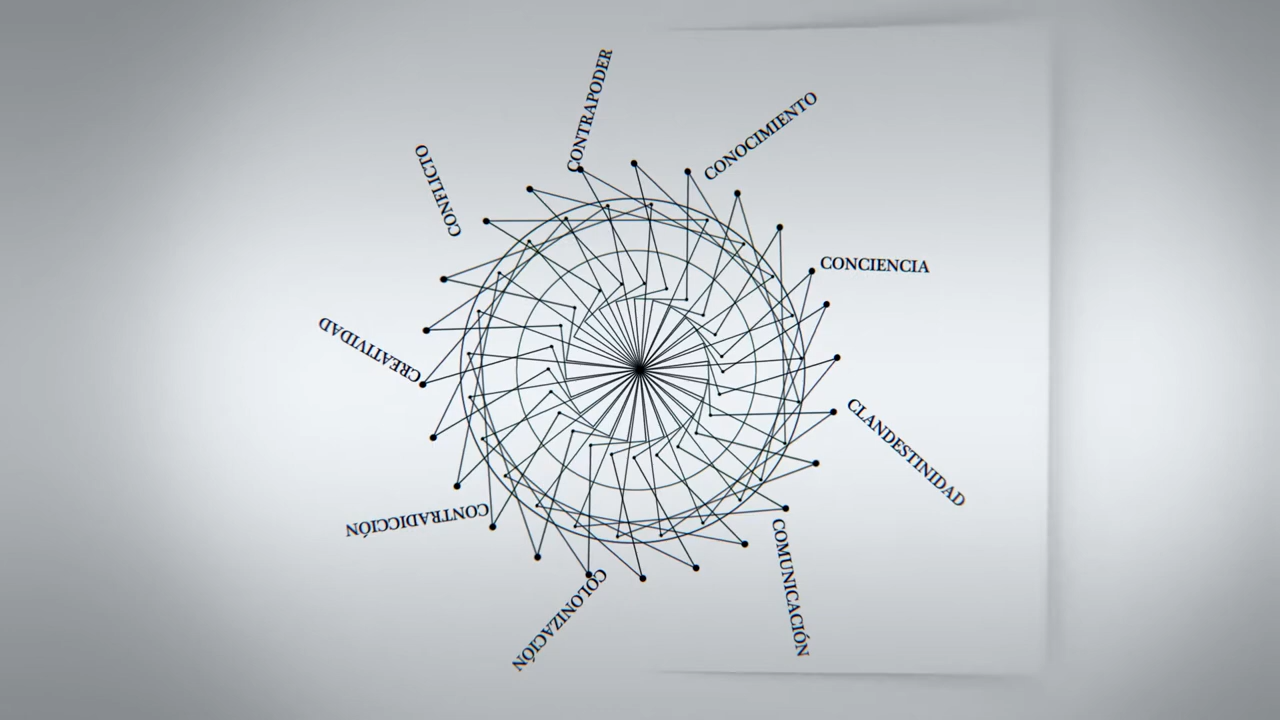 CONTRAPODER
CONOCIMIENTO
CONCIENCIA
CLANDESTINIDAD
COMUNICACIÓN
COLONIZACIÓN
CONTRADICCIÓN
CREATIVIDAD
CONFLICTO